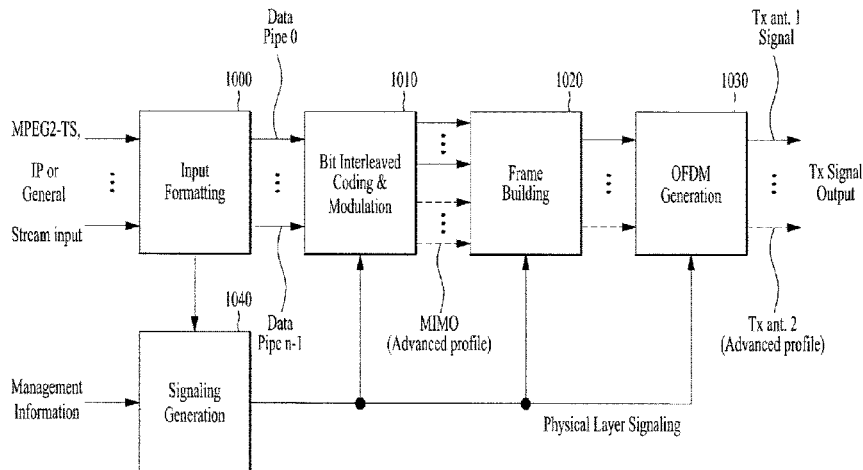 Data
Pipe 0
Tx ant. 1
Signal
1000
1010
1020
1030
MPEG2-TS,
IP or
General
Stream input
Input
Formatting
Bit Interleaved
Coding &
Modulation
Frame
Building
OFDM
Generation
Tx Signal
Output
1040
Data
Pipe n-1
MIMO
(Advanced profile)
Tx ant. 2
(Advanced profile)
Management
Information
Signaling
Generation
Physical Layer Signaling